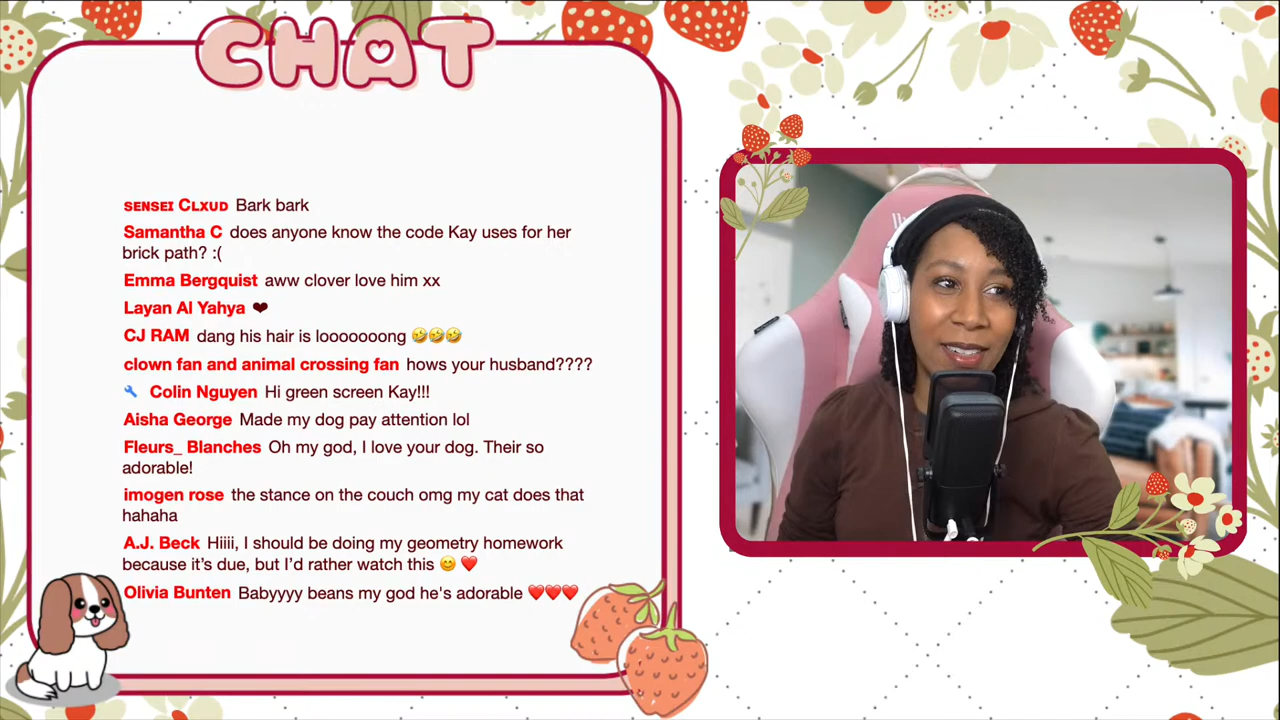 CHAT
SENSEI CLXUD Bark bark
Samantha C does anyone know the code Kay uses for her
brick path? :(
Emma Bergquist aww clover love him xx
Layan Al Yahya ❤
CJ RAM dang his hair is looooooong 🤣🤣🤣
clown fan and animal crossing fan hows your husband????
Colin Nguyen Hi green screen Kay!!!
Aisha George Made my dog pay attention lol
Fleurs_ Blanches Oh my god, I love your dog. Their so
adorable!
imogen rose the stance on the couch omg my cat does that
hahaha
A.J. Beck Hiiii, I should be doing my geometry homework
because it’s due, but I’d rather watch this 😊 ❤️
Olivia Bunten Babyyyy beans my god he's adorable ❤️❤️❤️